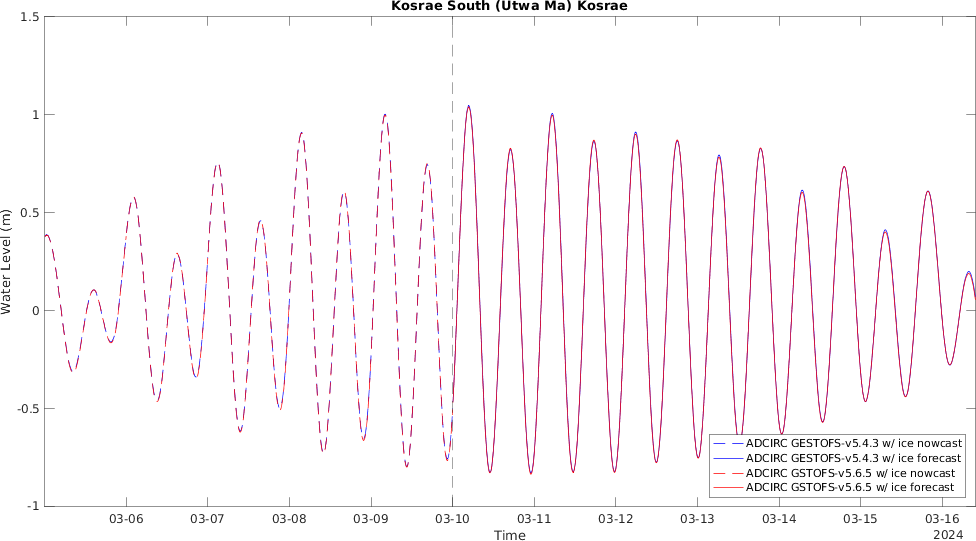 Kosrae South (Utwa Ma) Kosrae
1.5
1
0.5
0
-0.5
-1
Water Level (m)
ADCIRC GESTOFS-v5.4.3 w/ ice nowcast
ADCIRC GESTOFS-v5.4.3 w/ ice forecast
ADCIRC GSTOFS-v5.6.5 w/ ice nowcast
ADCIRC GSTOFS-v5.6.5 w/ ice forecast
03-06 03-07 03-08 03-09 03-10 03-11 03-12 03-13 03-14 03-15 03-16
2024
Time